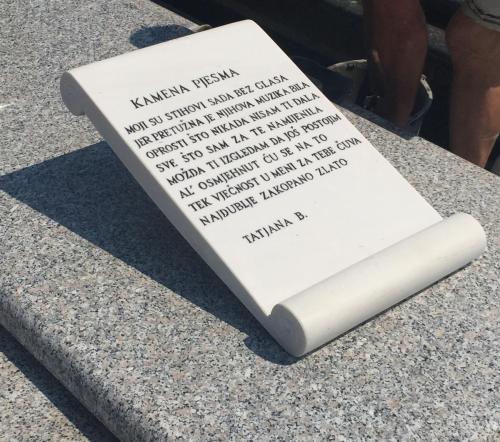 KAMENA PJESMA
MOJI SU STIHOVI SADA BEZ GLASA
JER PRETUŽNA JE NJIHOVA MUZIKA BILA
OPROSTI ŠTO NIKADA NISAM TI DALA
SVE ŠTO SAM ZA TE NAMIJENILA
MOŽDA TI IZGLEDAM DA JOŠ POSTOJIM
AL' OSMJEHNUT ĆU SE NA TO
TEK VJEČNOST U MENI ZA TEBE ČUVA
NAJDUBLJE ZAKOPANO ZLATO
TATJANA B.